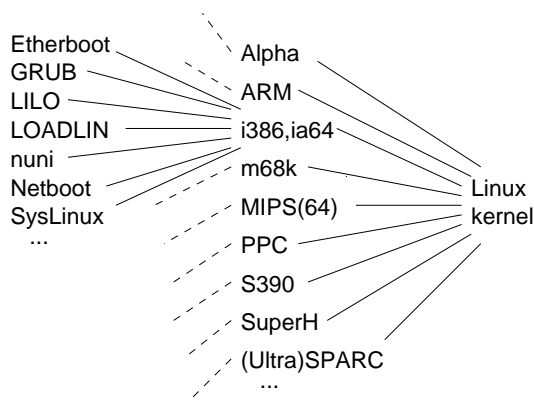 Etherboot
GRUB
LILO
LOADLIN
nuni
Netboot
SysLinux
...
Alpha
ARM
i386,ia64
m68k
MIPS(64)
PPC
S390
SuperH
(Ultra)SPARC
...
Linux
kernel